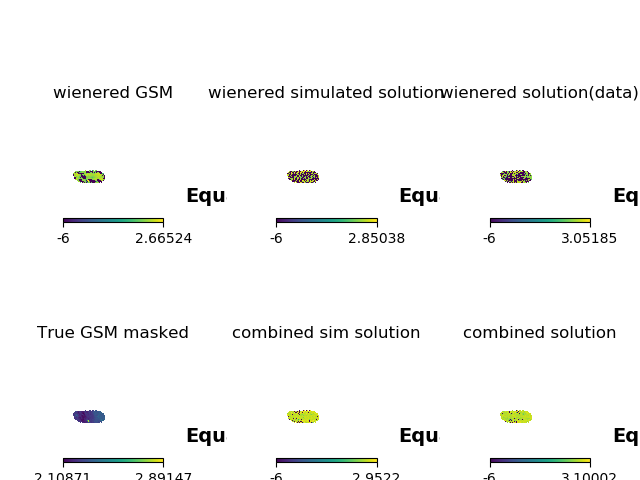 wienered GSM
wienered simulated solution
wienered solution(data)
Equ
Equ
Eq
-6 2.66524
-6 2.85038
-6 3.05185
True GSM masked
combined sim solution
combined solution
Equ
Equ
Eq
2.10871 2.89147
-6 2.9522
-6 3.10002